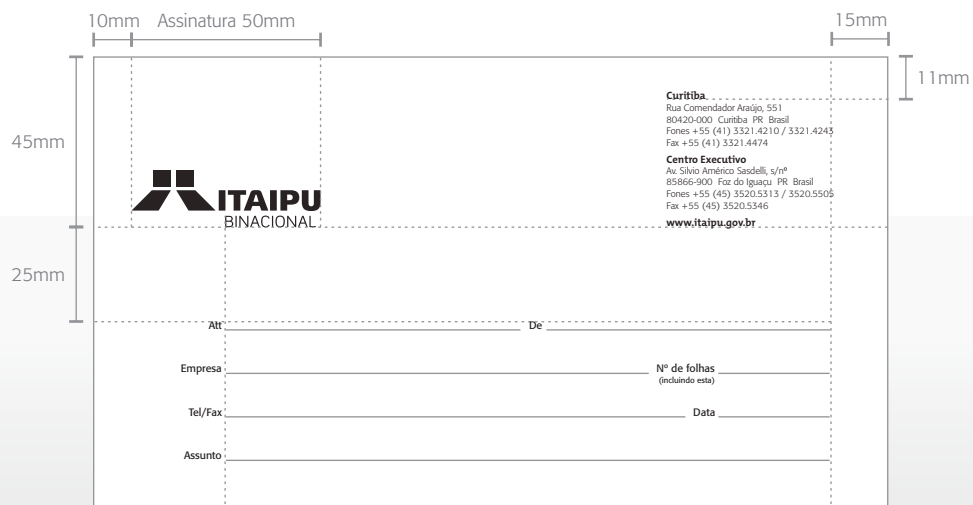 10mm Assinatura 50mm 15mm
11mm
45mm
Curitiba
Rua Comendador Araújo, 551
80420-000 Curitiba PR Brasil
Fones +55 (41) 3321.4210 / 3321.4243
Fax +55 (41) 3321.4474
Centro Executivo
Av. Silvio Américo Sasdelli, s/nº
85866-900 Foz do Iguaçu PR Brasil
Fones +55 (45) 3520.5313 / 3520.5505
Fax +55 (45) 3520.5346
www.itaipu.gov.br
ITAIPU
BINACIONAL
25mm
Att De
Empresa Nº de folhas
(incluindo esta)
Tel/Fax Data
Assunto